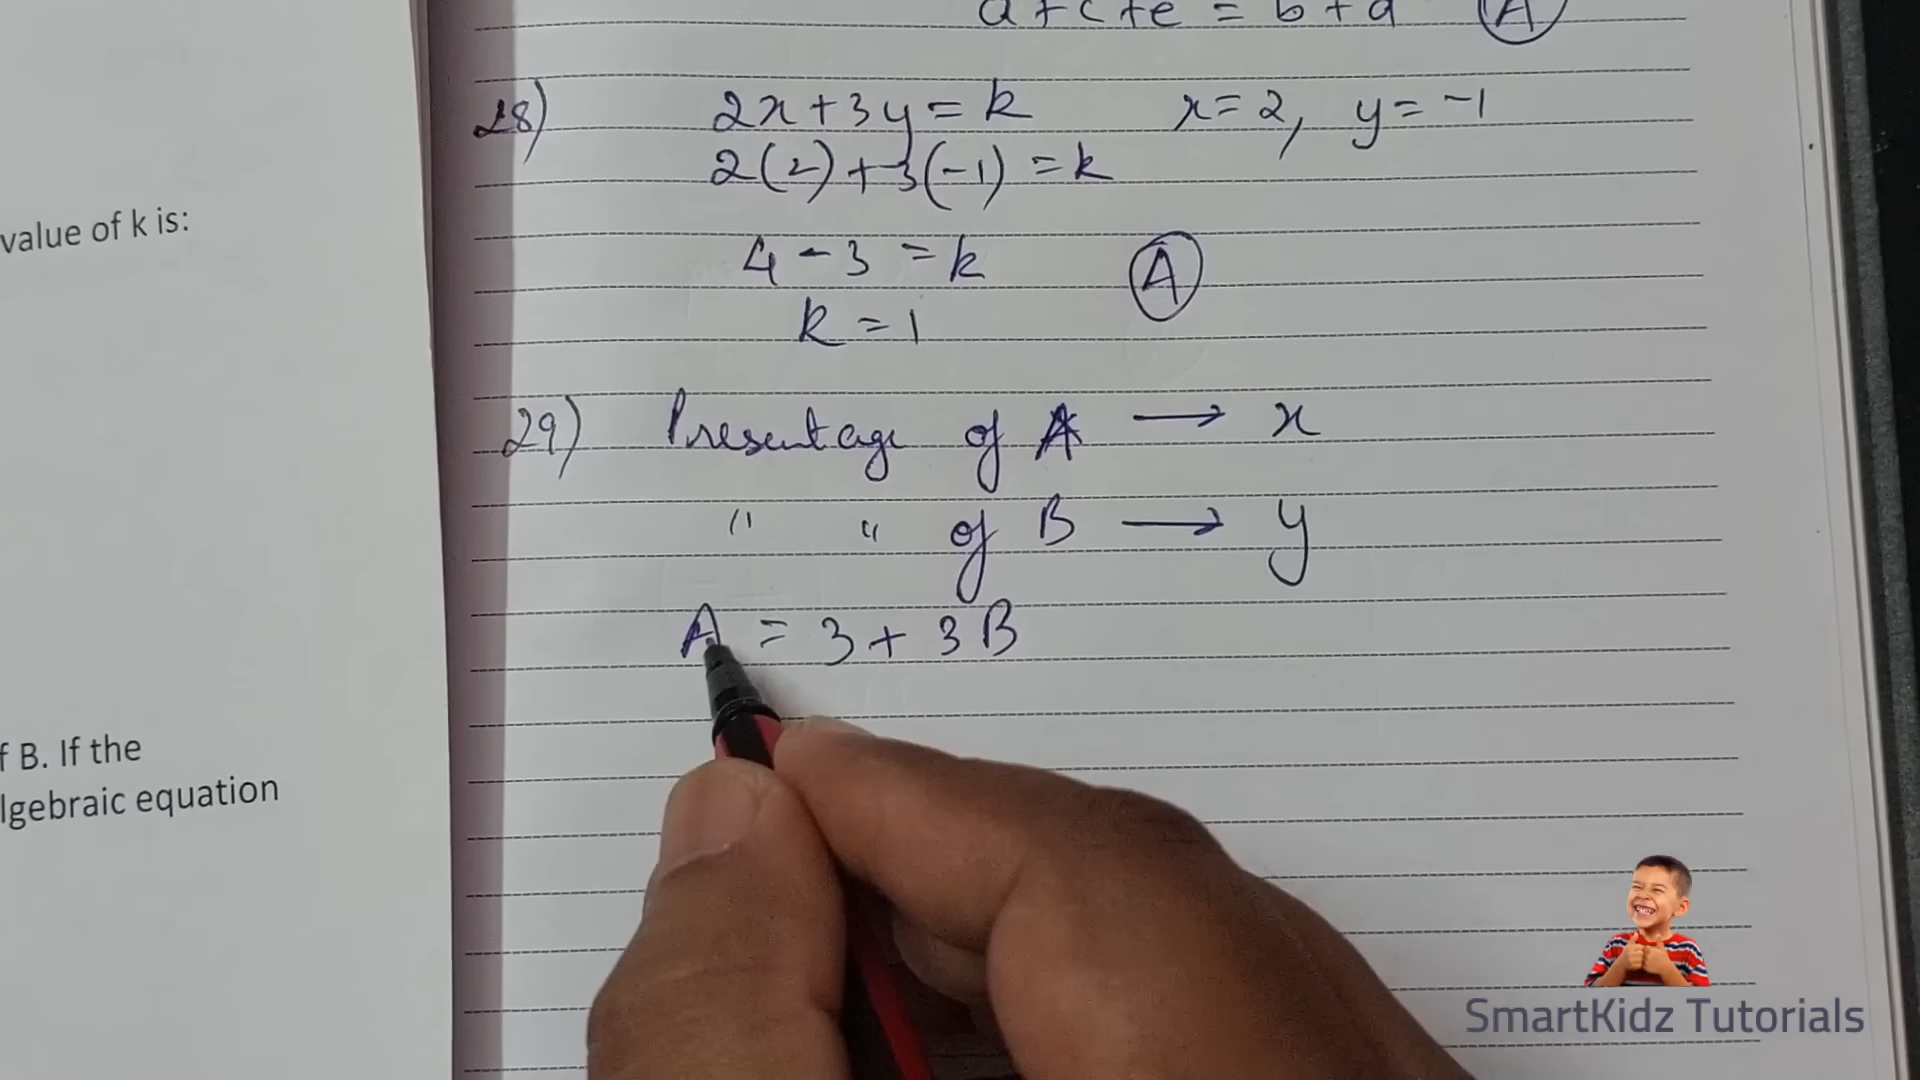 a + c + e = b + d (A)
28) 2x + 3y = k x = 2, y = -1
2(2) + 3(-1) = k
4 - 3 = k (A)
k = 1
29) Present age of A → x
" " of B → y
A = 3 + 3B
value of k is:
f B. If the
lgebraic equation
SmartKidz Tutorials